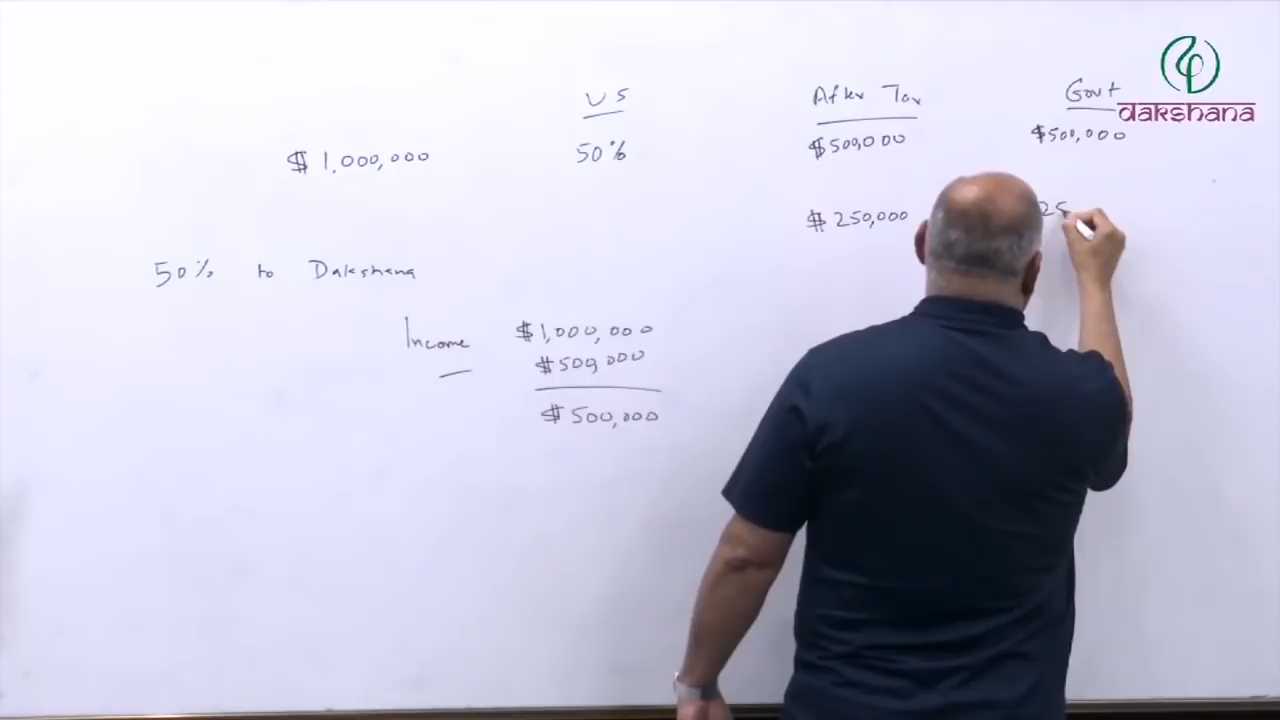 US After Tax Govt
dakshana
$ 1,000,000 50% $500,000 $500,000
$ 250,000 25
50% to Dakshana
Income $1,000,000
$500,000
$ 500,000